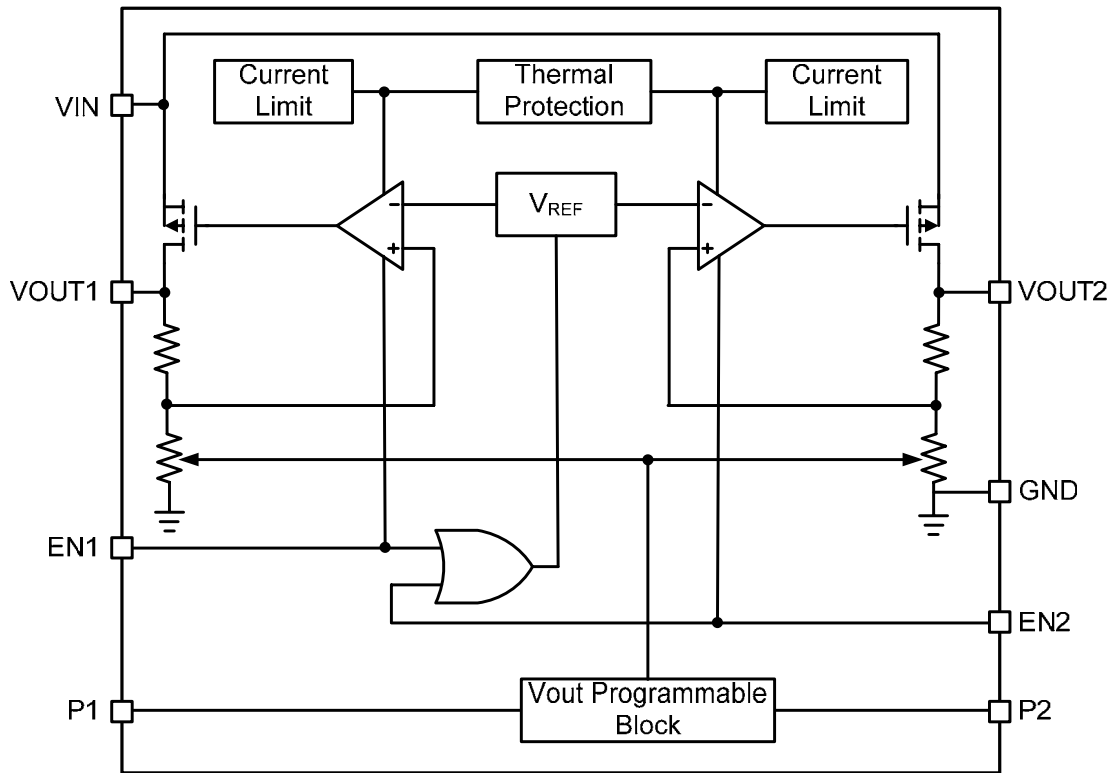 Current
Limit
Thermal
Protection
Current
Limit
VIN
VREF
-
-
+
+
VOUT1
VOUT2
GND
EN1
EN2
Vout Programmable
Block
P1
P2